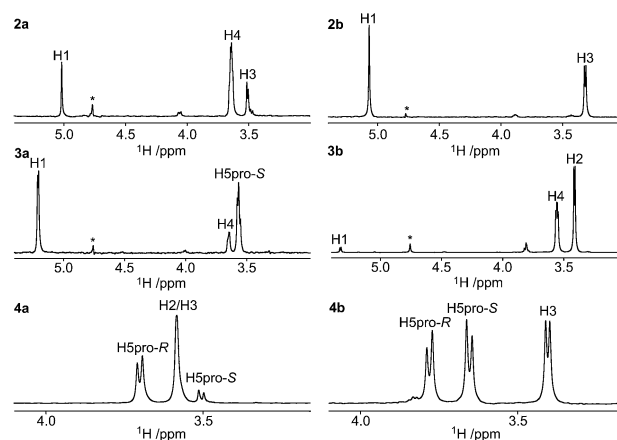 2a
H1
H4
H3
*
5.0 4.5 4.0 3.5
¹H /ppm
2b
H1
H3
*
5.0 4.5 4.0 3.5
¹H /ppm
3a
H1
H5pro-S
H4
*
5.0 4.5 4.0 3.5
¹H /ppm
3b
H2
H4
H1
*
5.0 4.5 4.0 3.5
¹H /ppm
4a
H2/H3
H5pro-R
H5pro-S
4.0 3.5
¹H /ppm
4b
H5pro-S
H5pro-R
H3
4.0 3.5
¹H /ppm